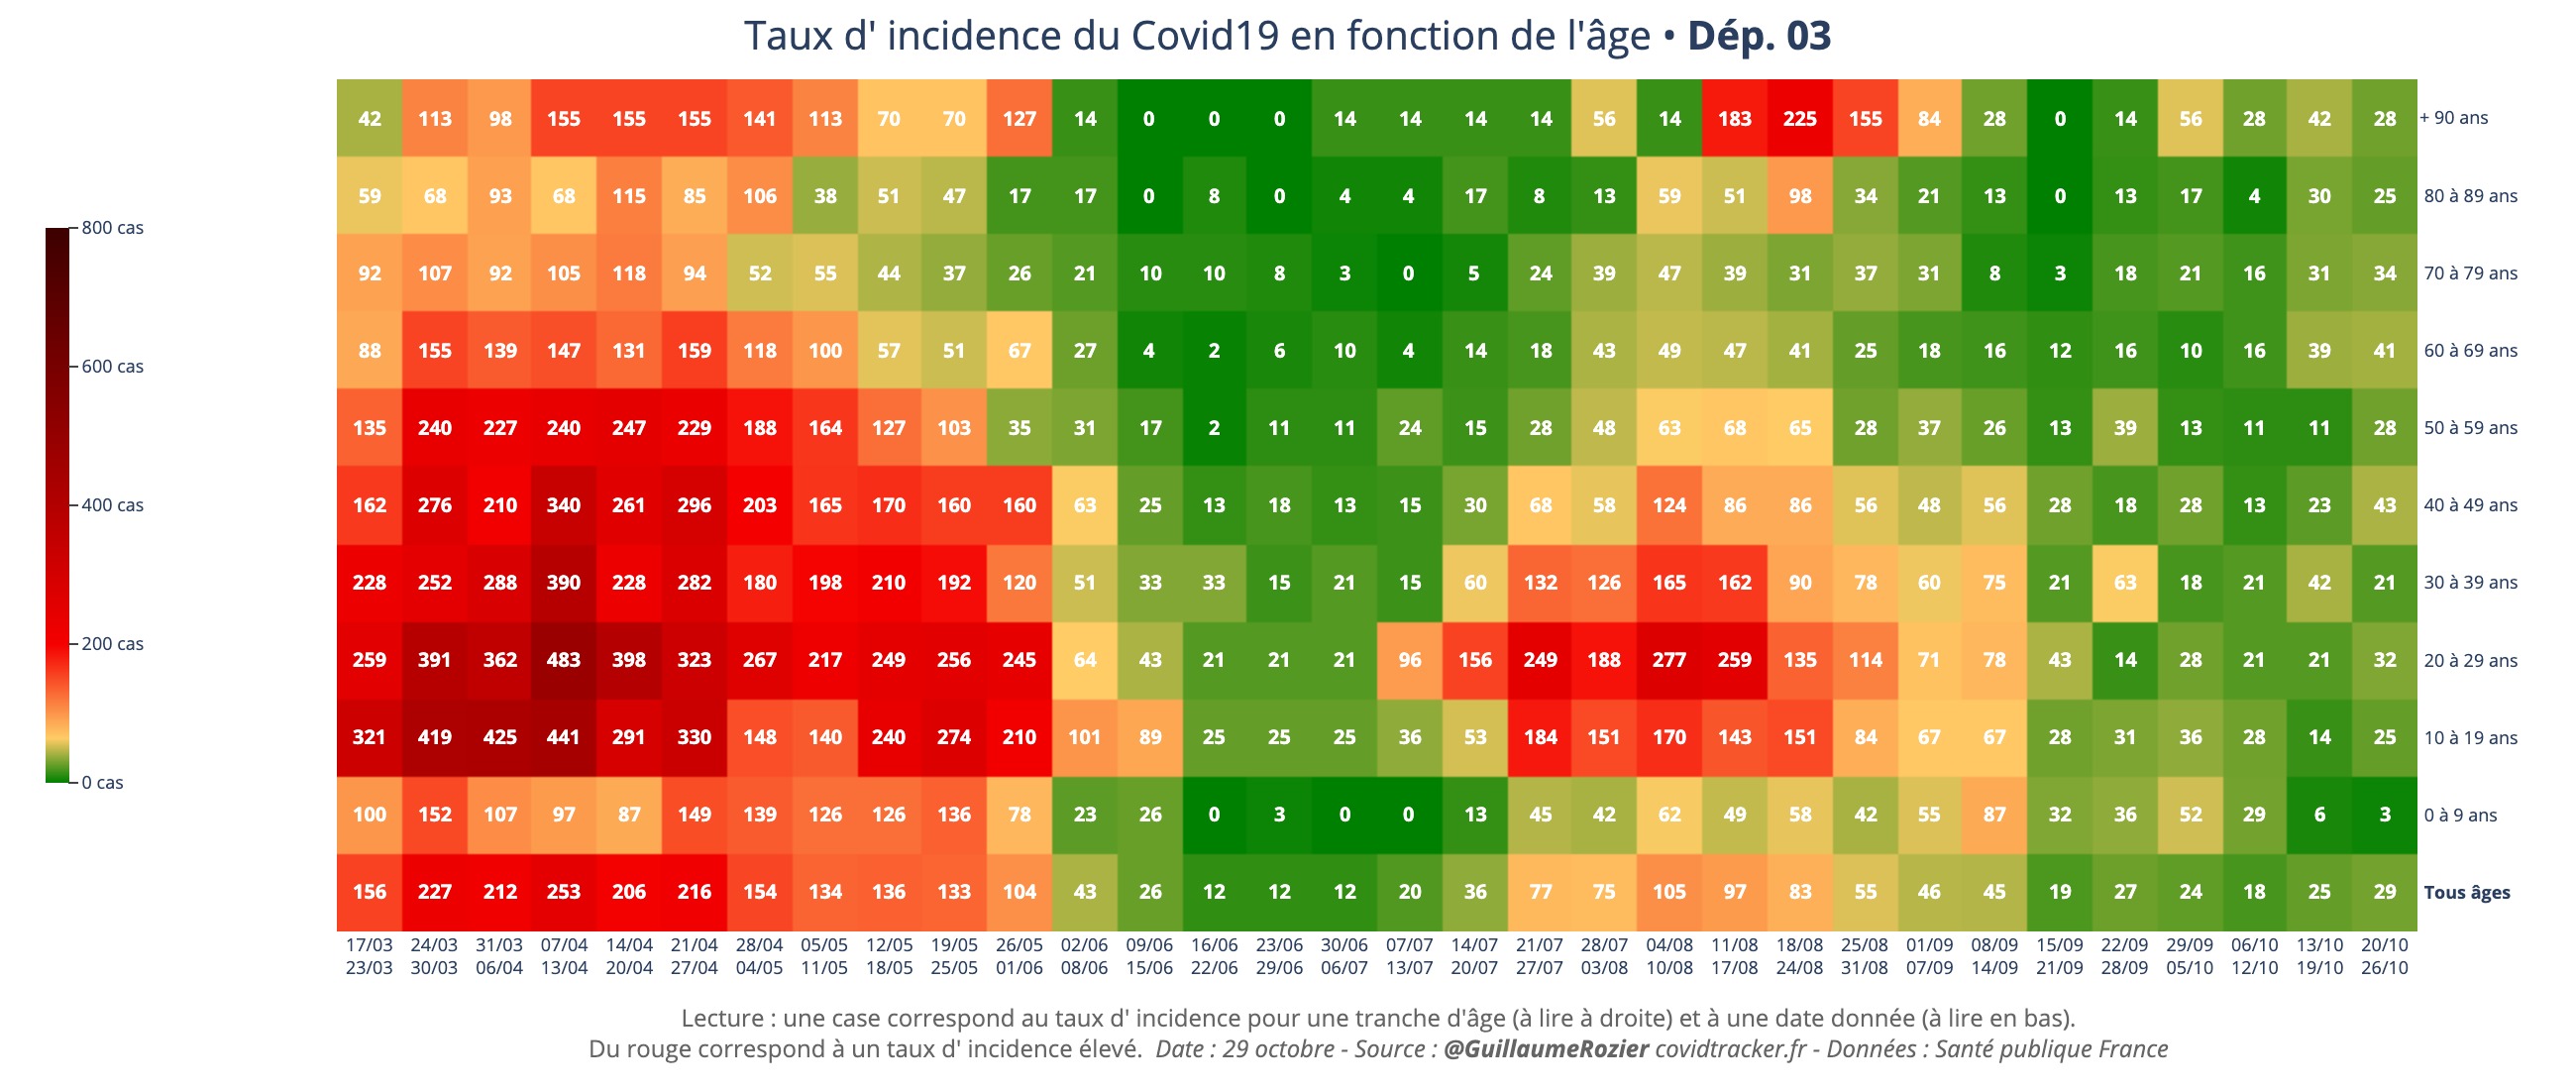 Taux d' incidence du Covid19 en fonction de l'âge • Dép. 03
42 113 98 155 155 155 141 113 70 70 127 14 0 0 0 14 14 14 14 56 14 183 225 155 84 28 0 14 56 28 42 28 + 90 ans
59 68 93 68 115 85 106 38 51 47 17 17 0 8 0 4 4 17 8 13 59 51 98 34 21 13 0 13 17 4 30 25 80 à 89 ans
800 cas
92 107 92 105 118 94 52 55 44 37 26 21 10 10 8 3 0 5 24 39 47 39 31 37 31 8 3 18 21 16 31 34 70 à 79 ans
88 155 139 147 131 159 118 100 57 51 67 27 4 2 6 10 4 14 18 43 49 47 41 25 18 16 12 16 10 16 39 41 60 à 69 ans
600 cas
135 240 227 240 247 229 188 164 127 103 35 31 17 2 11 11 24 15 28 48 63 68 65 28 37 26 13 39 13 11 11 28 50 à 59 ans
400 cas
162 276 210 340 261 296 203 165 170 160 160 63 25 13 18 13 15 30 68 58 124 86 86 56 48 56 28 18 28 13 23 43 40 à 49 ans
228 252 288 390 228 282 180 198 210 192 120 51 33 33 15 21 15 60 132 126 165 162 90 78 60 75 21 63 18 21 42 21 30 à 39 ans
200 cas
259 391 362 483 398 323 267 217 249 256 245 64 43 21 21 21 96 156 249 188 277 259 135 114 71 78 43 14 28 21 21 32 20 à 29 ans
321 419 425 441 291 330 148 140 240 274 210 101 89 25 25 25 36 53 184 151 170 143 151 84 67 67 28 31 36 28 14 25 10 à 19 ans
0 cas
100 152 107 97 87 149 139 126 126 136 78 23 26 0 3 0 0 13 45 42 62 49 58 42 55 87 32 36 52 29 6 3 0 à 9 ans
156 227 212 253 206 216 154 134 136 133 104 43 26 12 12 12 20 36 77 75 105 97 83 55 46 45 19 27 24 18 25 29 Tous âges
17/03 24/03 31/03 07/04 14/04 21/04 28/04 05/05 12/05 19/05 26/05 02/06 09/06 16/06 23/06 30/06 07/07 14/07 21/07 28/07 04/08 11/08 18/08 25/08 01/09 08/09 15/09 22/09 29/09 06/10 13/10 20/10
23/03 30/03 06/04 13/04 20/04 27/04 04/05 11/05 18/05 25/05 01/06 08/06 15/06 22/06 29/06 06/07 13/07 20/07 27/07 03/08 10/08 17/08 24/08 31/08 07/09 14/09 21/09 28/09 05/10 12/10 19/10 26/10
Lecture : une case correspond au taux d' incidence pour une tranche d'âge (à lire à droite) et à une date donnée (à lire en bas).
Du rouge correspond à un taux d' incidence élevé. Date : 29 octobre - Source : @GuillaumeRozier covidtracker.fr - Données : Santé publique France